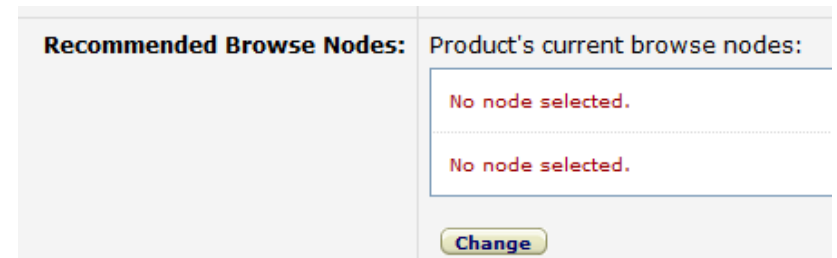 Recommended Browse Nodes: Product's current browse nodes:
No node selected.
No node selected.
Change